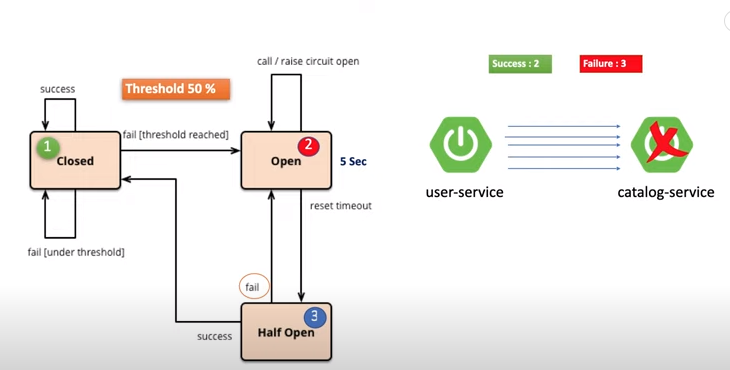 call / raise circuit open
Success : 2
Failure : 3
success
Threshold 50 %
fail [threshold reached]
1
Closed
2
Open
5 Sec
user-service
catalog-service
reset timeout
fail [under threshold]
fail
3
Half Open
success